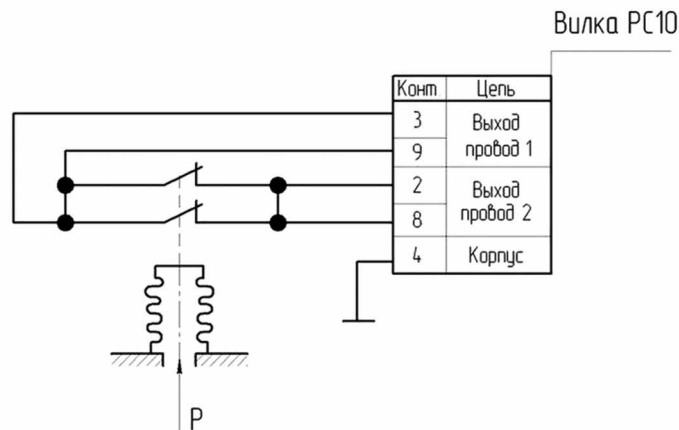 Вилка РС10
Конт Цепь
3
Выход
провод 1
9
2
Выход
провод 2
8
4 Корпус
Р